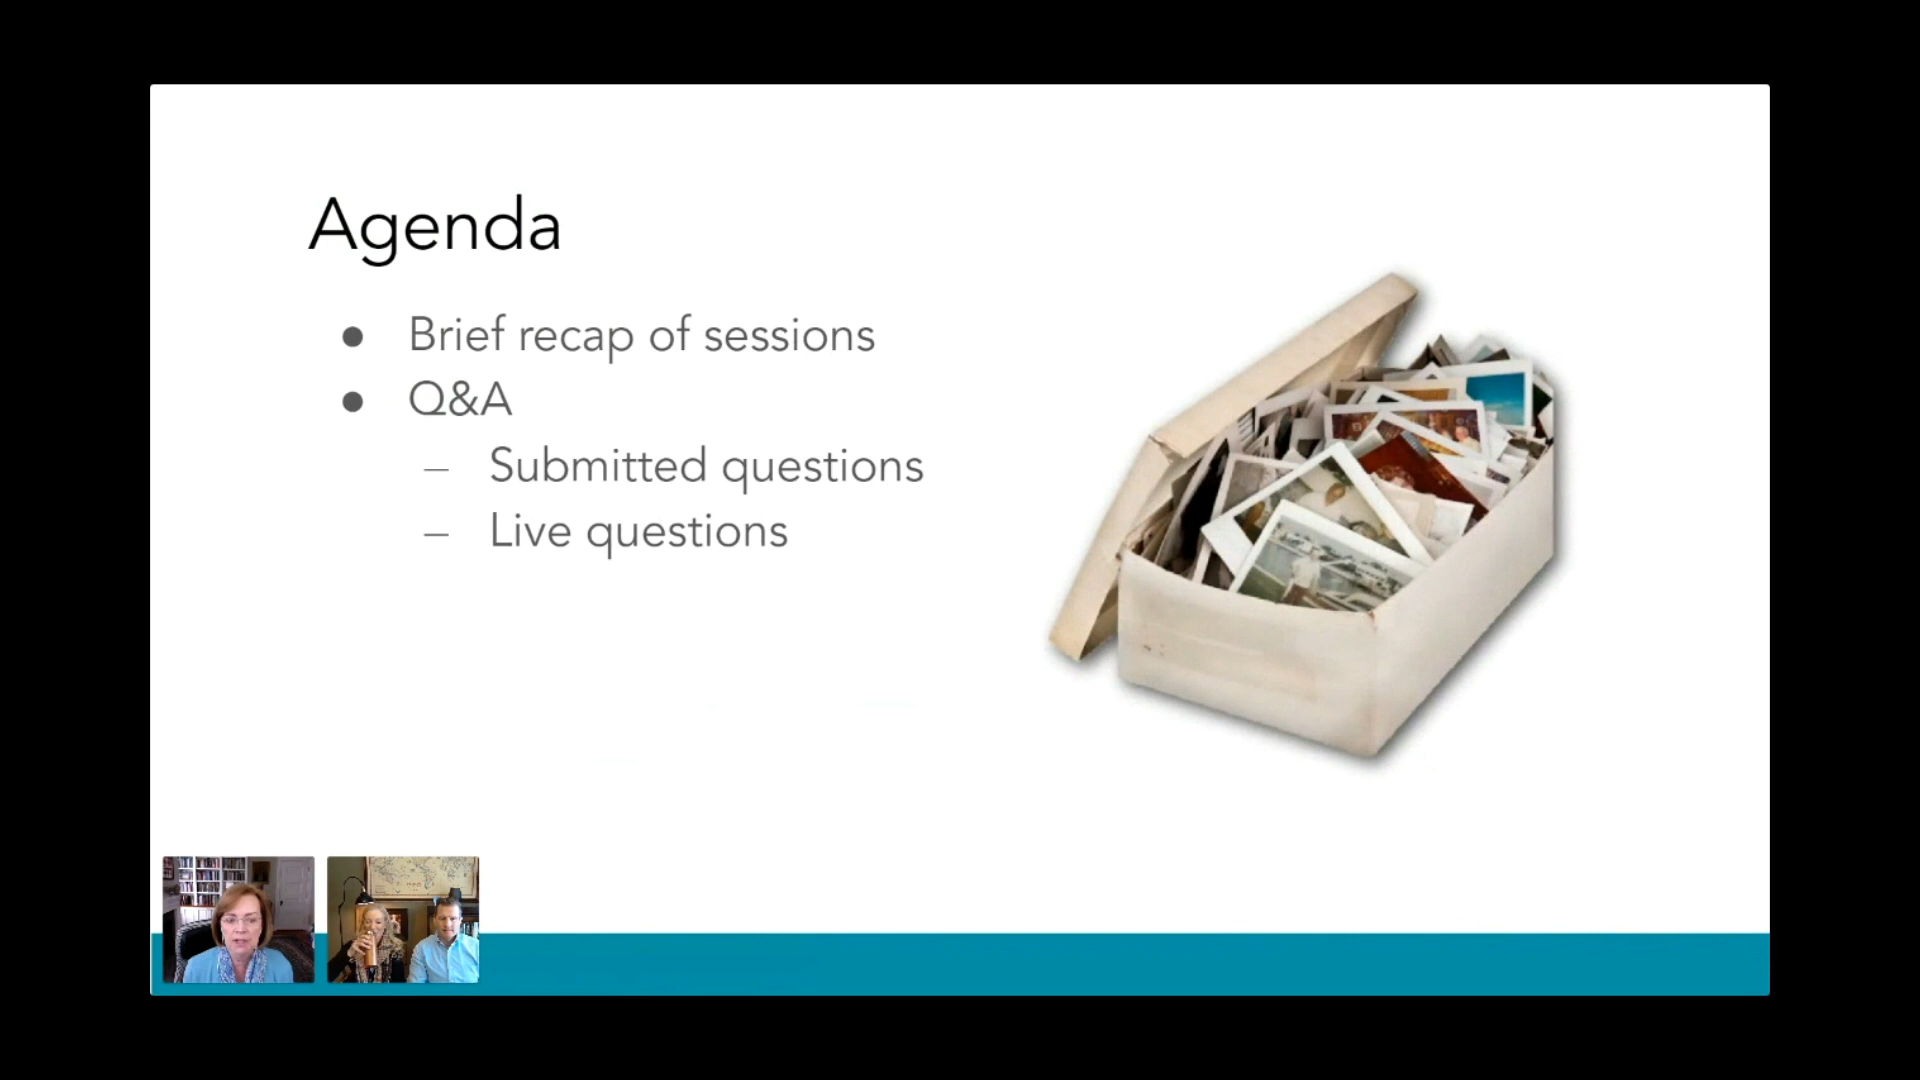 Agenda
● Brief recap of sessions
● Q&A
– Submitted questions
– Live questions